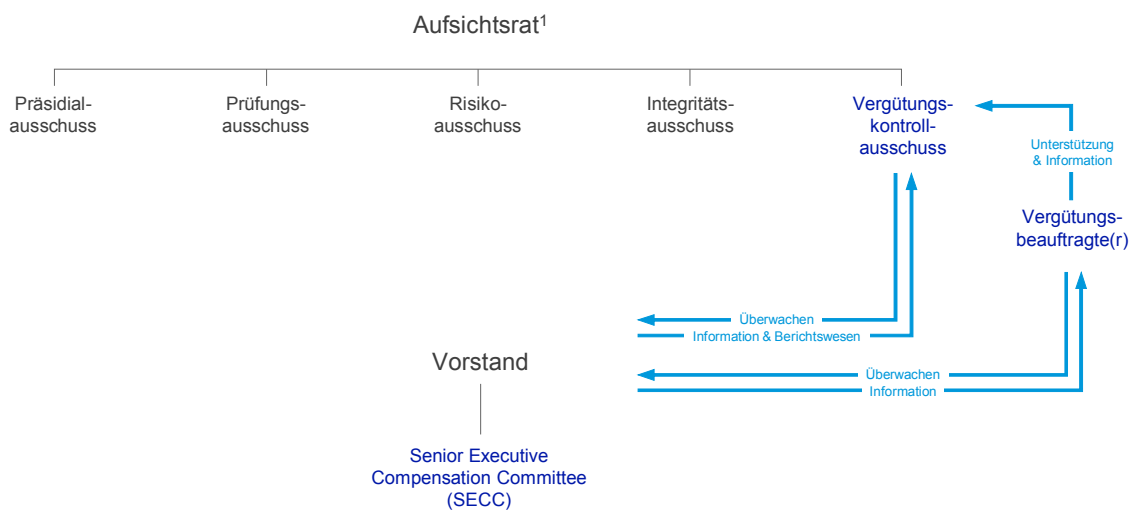 Aufsichtsrat1
Präsidial-
ausschuss
Prüfungs-
ausschuss
Risiko-
ausschuss
Integritäts-
ausschuss
Vergütungs-
kontroll-
ausschuss
Unterstützung
& Information
Vergütungs-
beauftragte(r)
Überwachen
Information & Berichtswesen
Vorstand
Überwachen
Information
Senior Executive
Compensation Committee
(SECC)